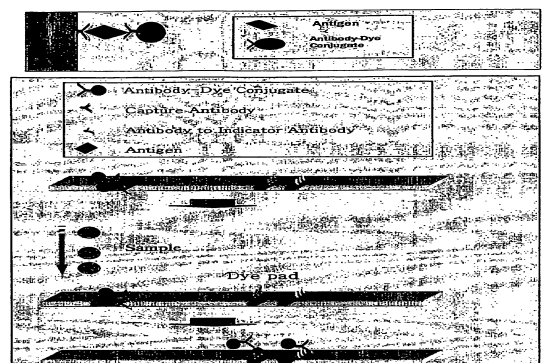 Antigen
Antibody-Dye
Conjugate
Antibody-Dye Conjugate
Capture Antibody
Antibody to Indicator Antibody
Antigen
Sample
Dye pad